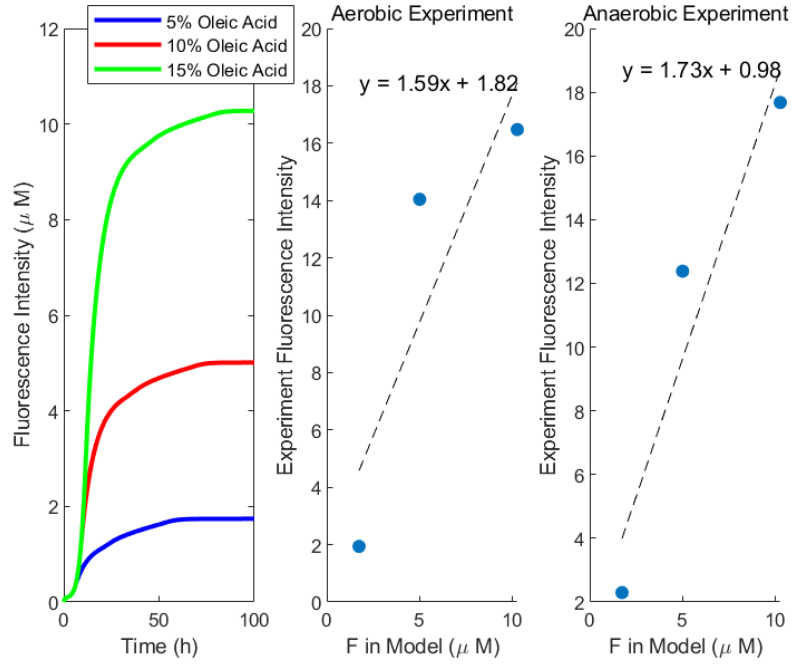 5% Oleic Acid
10% Oleic Acid
15% Oleic Acid
12
10
8
6
4
2
0
0
50
100
Fluorescence Intensity (μ M)
Time (h)
Aerobic Experiment
y = 1.59x + 1.82
20
18
16
14
12
10
8
6
4
2
0
0
5
10
Experiment Fluorescence Intensity
F in Model (μ M)
Anaerobic Experiment
y = 1.73x + 0.98
20
18
16
14
12
10
8
6
4
2
0
5
10
Experiment Fluorescence Intensity
F in Model (μ M)